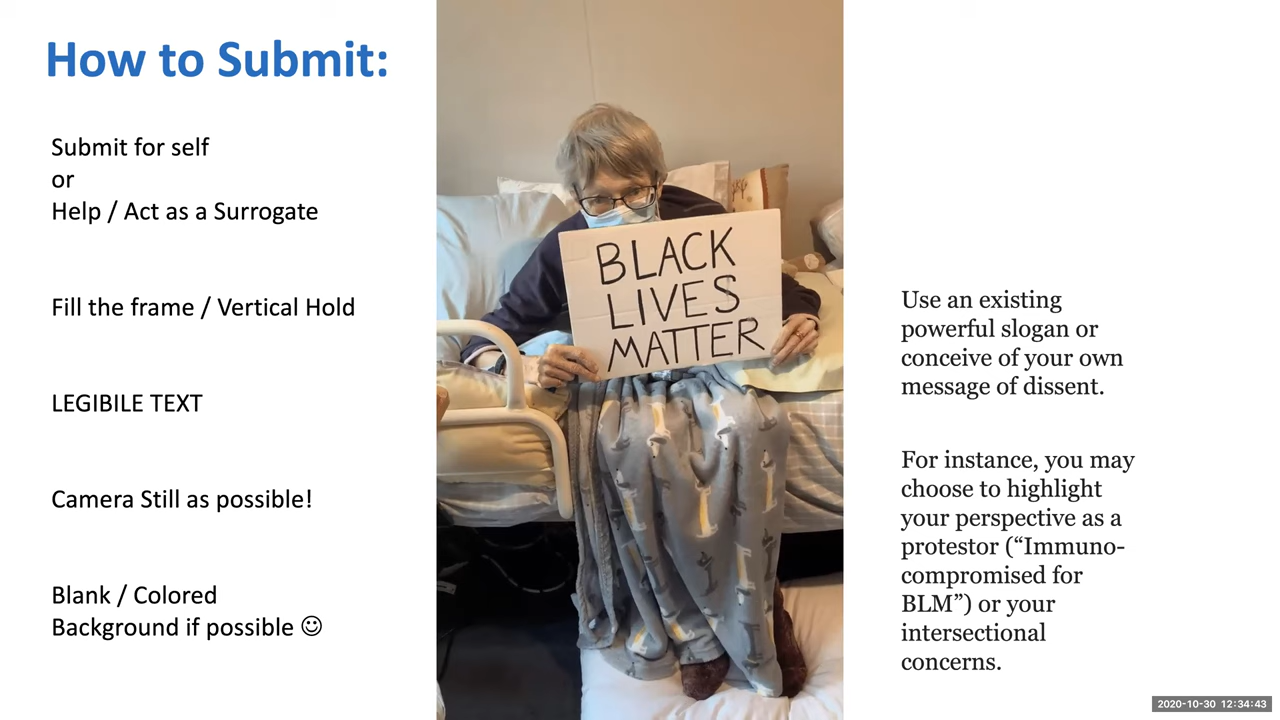 How to Submit:
Submit for self
or
Help / Act as a Surrogate
Fill the frame / Vertical Hold
LEGIBILE TEXT
Camera Still as possible!
Blank / Colored
Background if possible ☺
BLACK
LIVES
MATTER
Use an existing
powerful slogan or
conceive of your own
message of dissent.
For instance, you may
choose to highlight
your perspective as a
protestor (“Immuno-
compromised for
BLM”) or your
intersectional
concerns.
2020-10-30 12:34:43